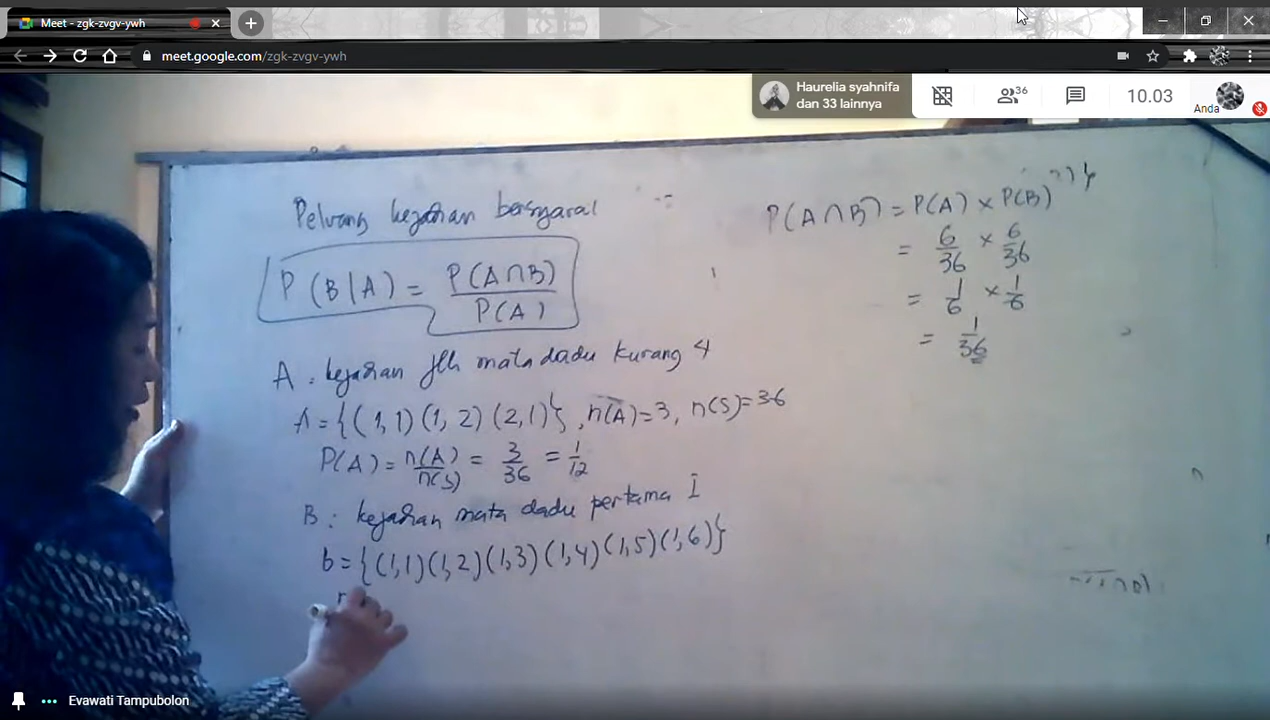 Meet - zgk-zvgv-ywh
meet.google.com/zgk-zvgv-ywh
Haurelia syahnifa
dan 33 lainnya
36
10.03
Anda
Peluang kejadian bersyarat
P(B|A) = P(A∩B)
P(A)
A : kejadian jlh mata dadu kurang 4
A = {(1,1)(1,2)(2,1)}, n(A)=3, n(S)=36
P(A) = n(A)/n(S) = 3/36 = 1/12
B : kejadian mata dadu pertama I
b = {(1,1)(1,2)(1,3)(1,4)(1,5)(1,6)}
P(A∩B) = P(A) × P(B)
= 6/36 × 6/36
= 1/6 × 1/6
= 1/36
Evawati Tampubolon